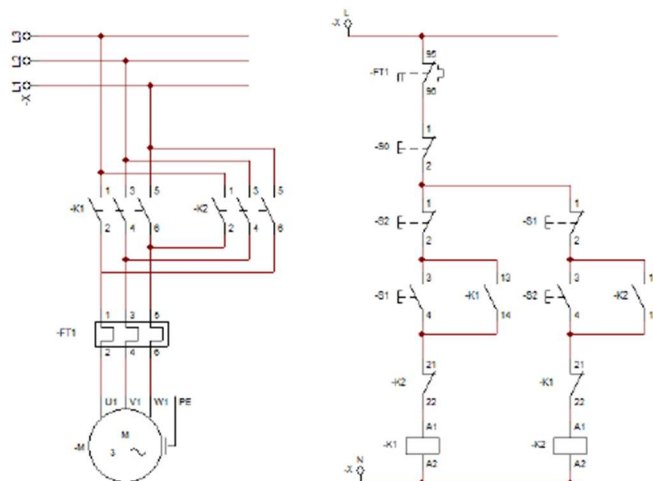 L3
L2
L1
-X
1 3 5
-K1
2 4 6
1 3 5
-K2
2 4 6
1 3 5
-FT1
2 4 6
U1 V1 W1 PE
-M
M
3
L
-X
95
-FT1
96
1
-S0
2
1
-S2
2
1
-S1
2
3
-S1
4
13
-K1
14
3
-S2
4
-K2
21
-K2
22
21
-K1
22
A1
-K1
A2
A1
-K2
A2
N
-X